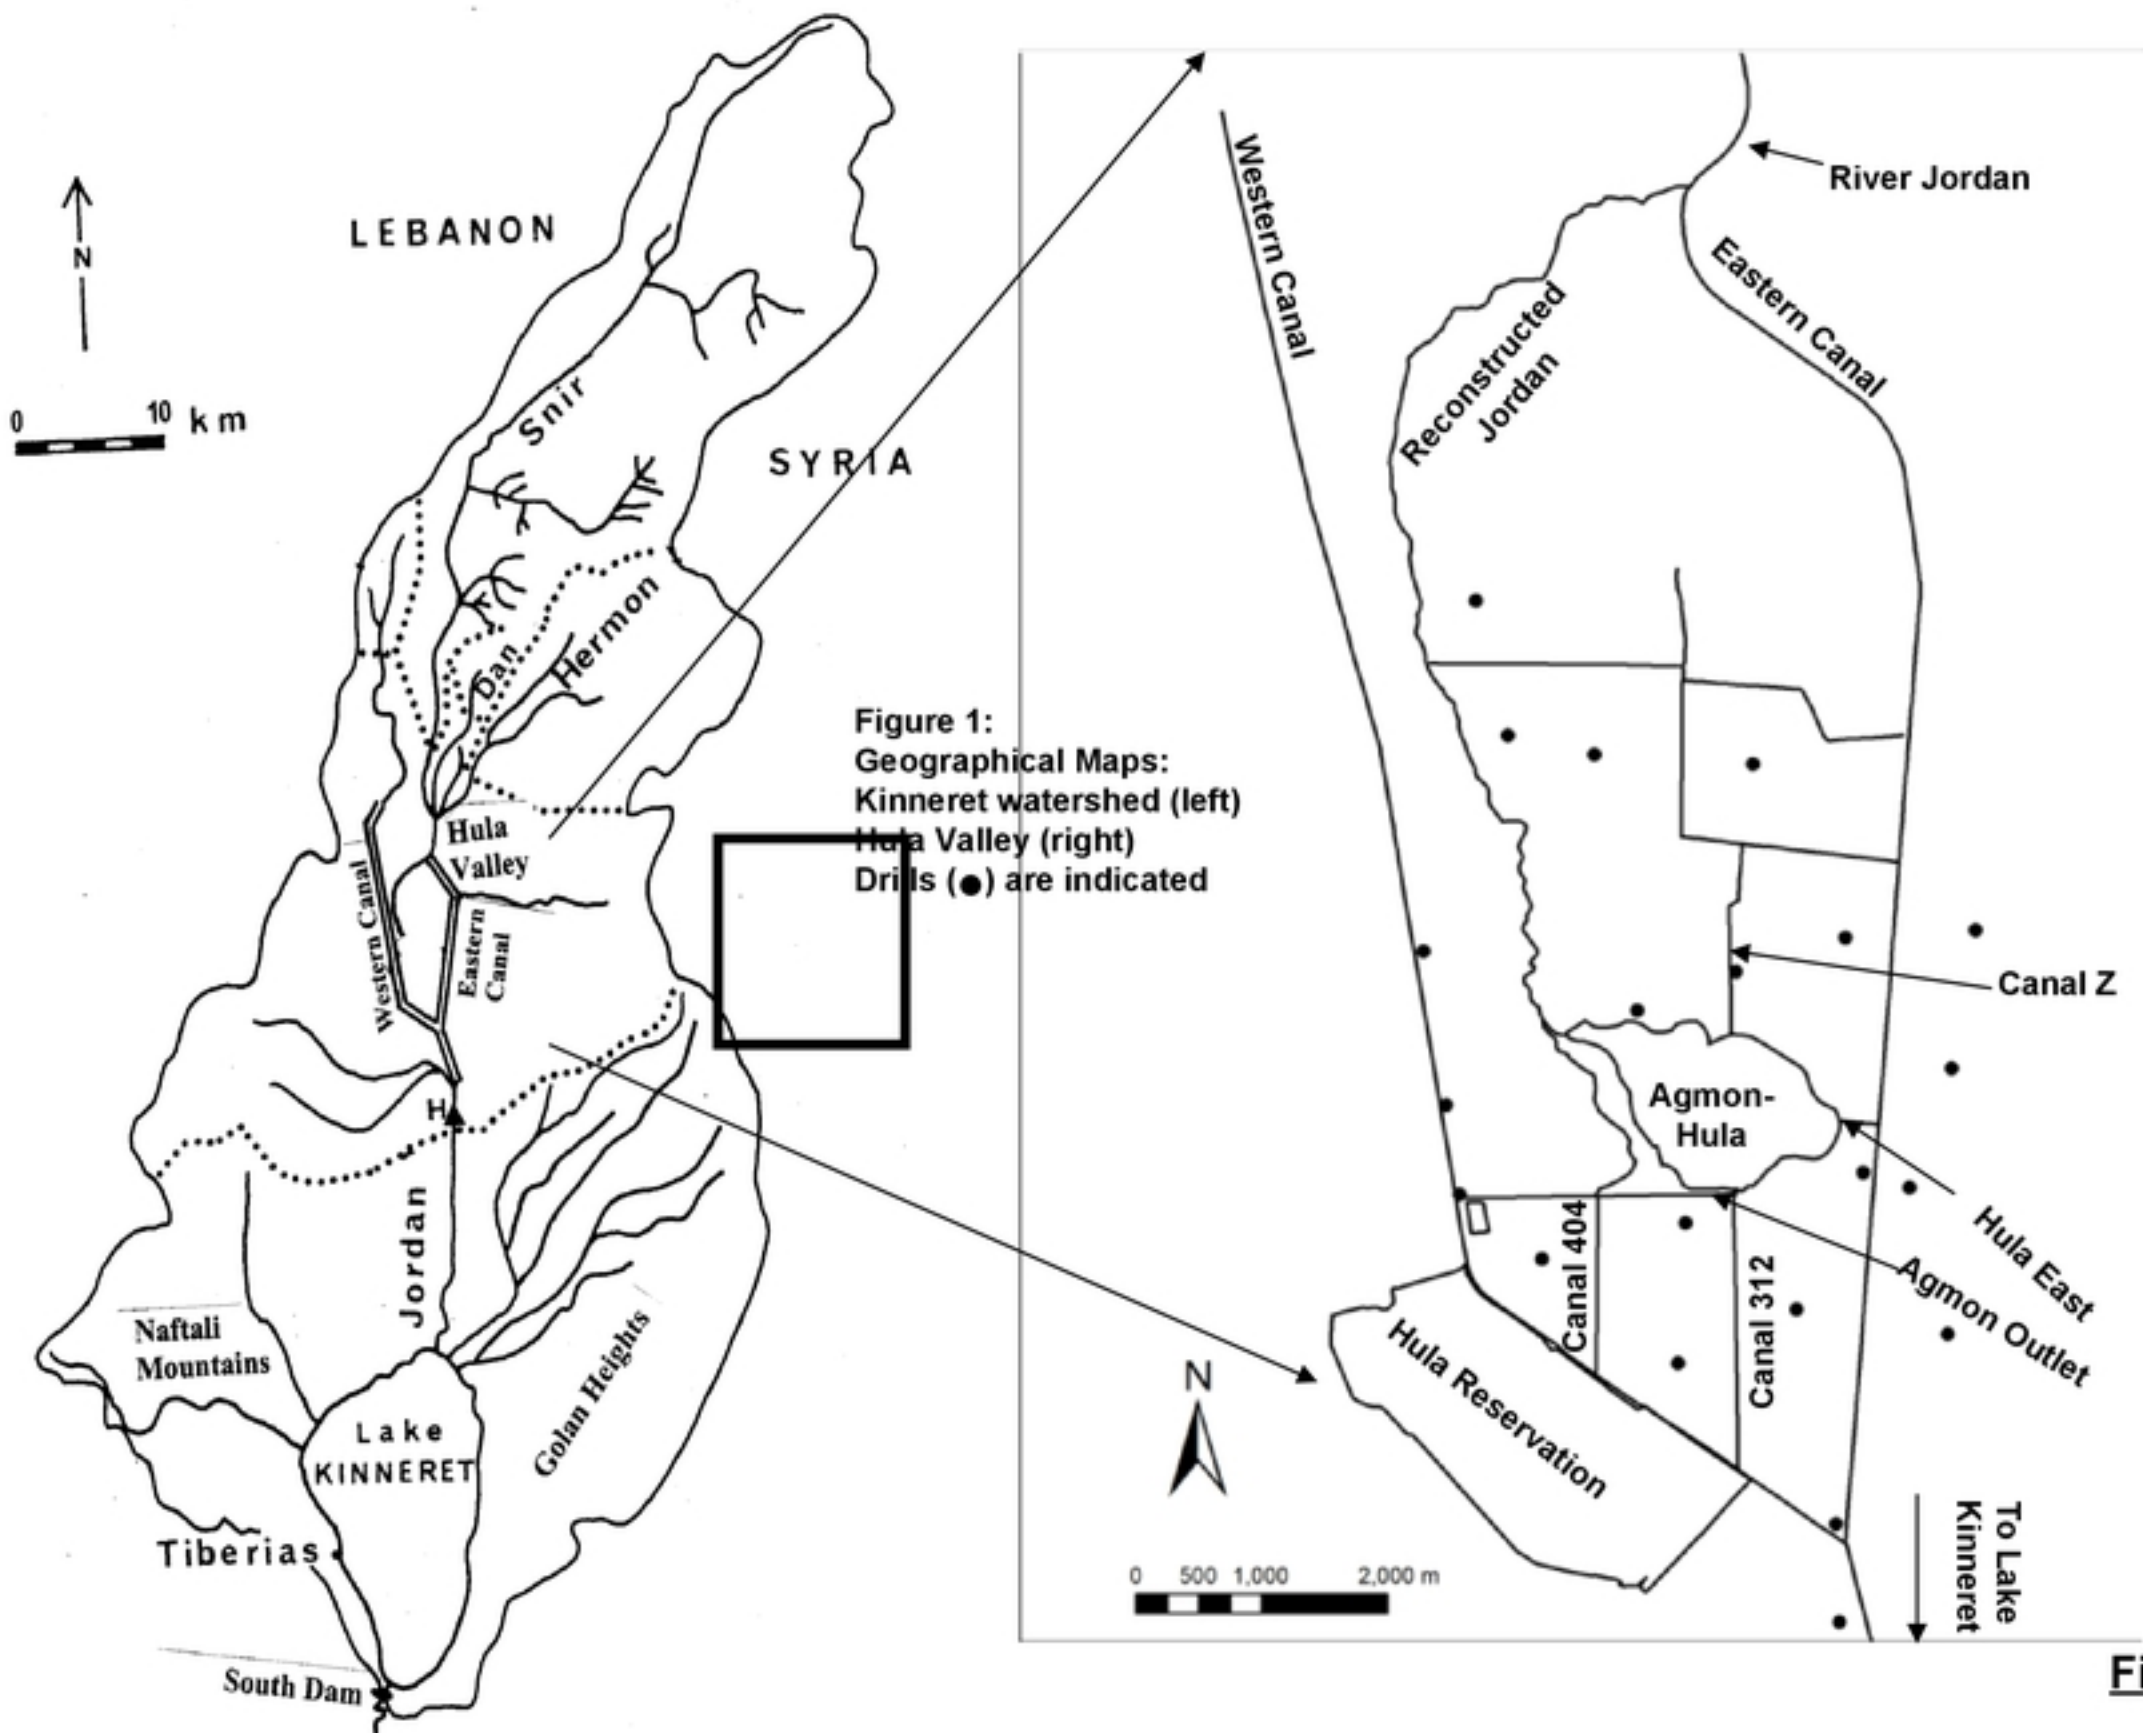 LEBANON
N
0 10 km
Snir
SYRIA
Dan
Hermon
Hula
Valley
Western Canal
Eastern
Canal
H
Jordan
Naftali
Mountains
Golan Heights
Lake
KINNERET
Tiberias
South Dam
Figure 1:
Geographical Maps:
Kinneret watershed (left)
Hula Valley (right)
Drills (●) are indicated
River Jordan
Western Canal
Eastern Canal
Reconstructed
Jordan
Canal Z
Agmon-
Hula
Hula East
Agmon Outlet
Canal 404
Canal 312
Hula Reservation
N
0 500 1,000 2,000 m
To Lake
Kinneret
Fi